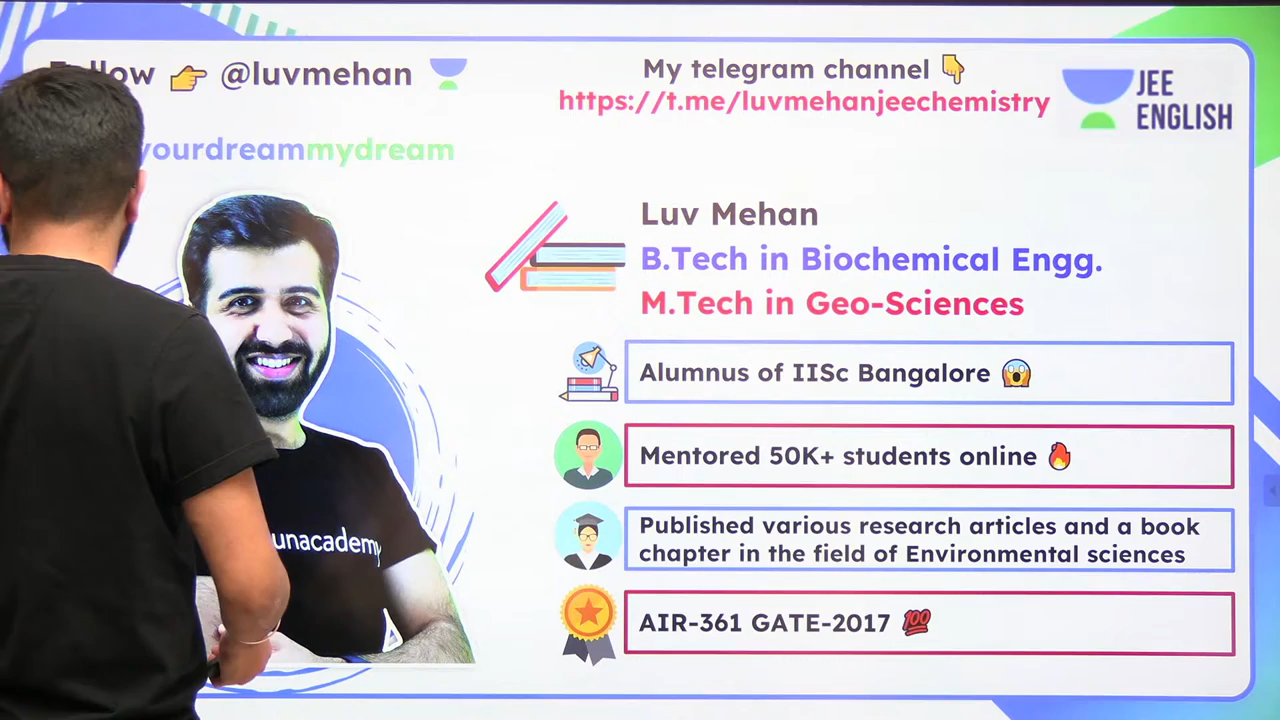 Follow 👉 @luvmehan
yourdreammydream
My telegram channel 👇
https://t.me/luvmehanjeechemistry
JEE
ENGLISH
Luv Mehan
B.Tech in Biochemical Engg.
M.Tech in Geo-Sciences
Alumnus of IISc Bangalore 😱
Mentored 50K+ students online 🔥
Published various research articles and a book
chapter in the field of Environmental sciences
AIR-361 GATE-2017 💯
unacademy